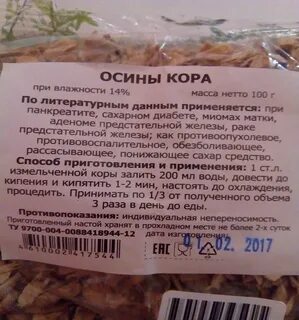 ОСИНЫ КОРА
при влажности 14% масса нетто 100 г
По литературным данным применяется: при
панкреатите, сахарном диабете, миомах матки,
аденоме предстательной железы, раке
предстательной железы; как противоопухолевое,
противовоспалительное, обезболивающее,
рассасывающее, понижающее сахар средство.
Способ приготовления и применения: 1 ст.л.
измельченной коры залить 200 мл воды, довести до
кипения и кипятить 1-2 мин, настоять до охлаждения,
процедить. Принимать по 1/3 от полученного объема
3 раза в день до еды.
Противопоказания: индивидуальная непереносимость.
Приготовленный настой хранят в прохладном месте не более 2-х суток
ТУ 9700-004-0088418944-12
Дата изготовления:
EAC 01.02.2017
4610002817544